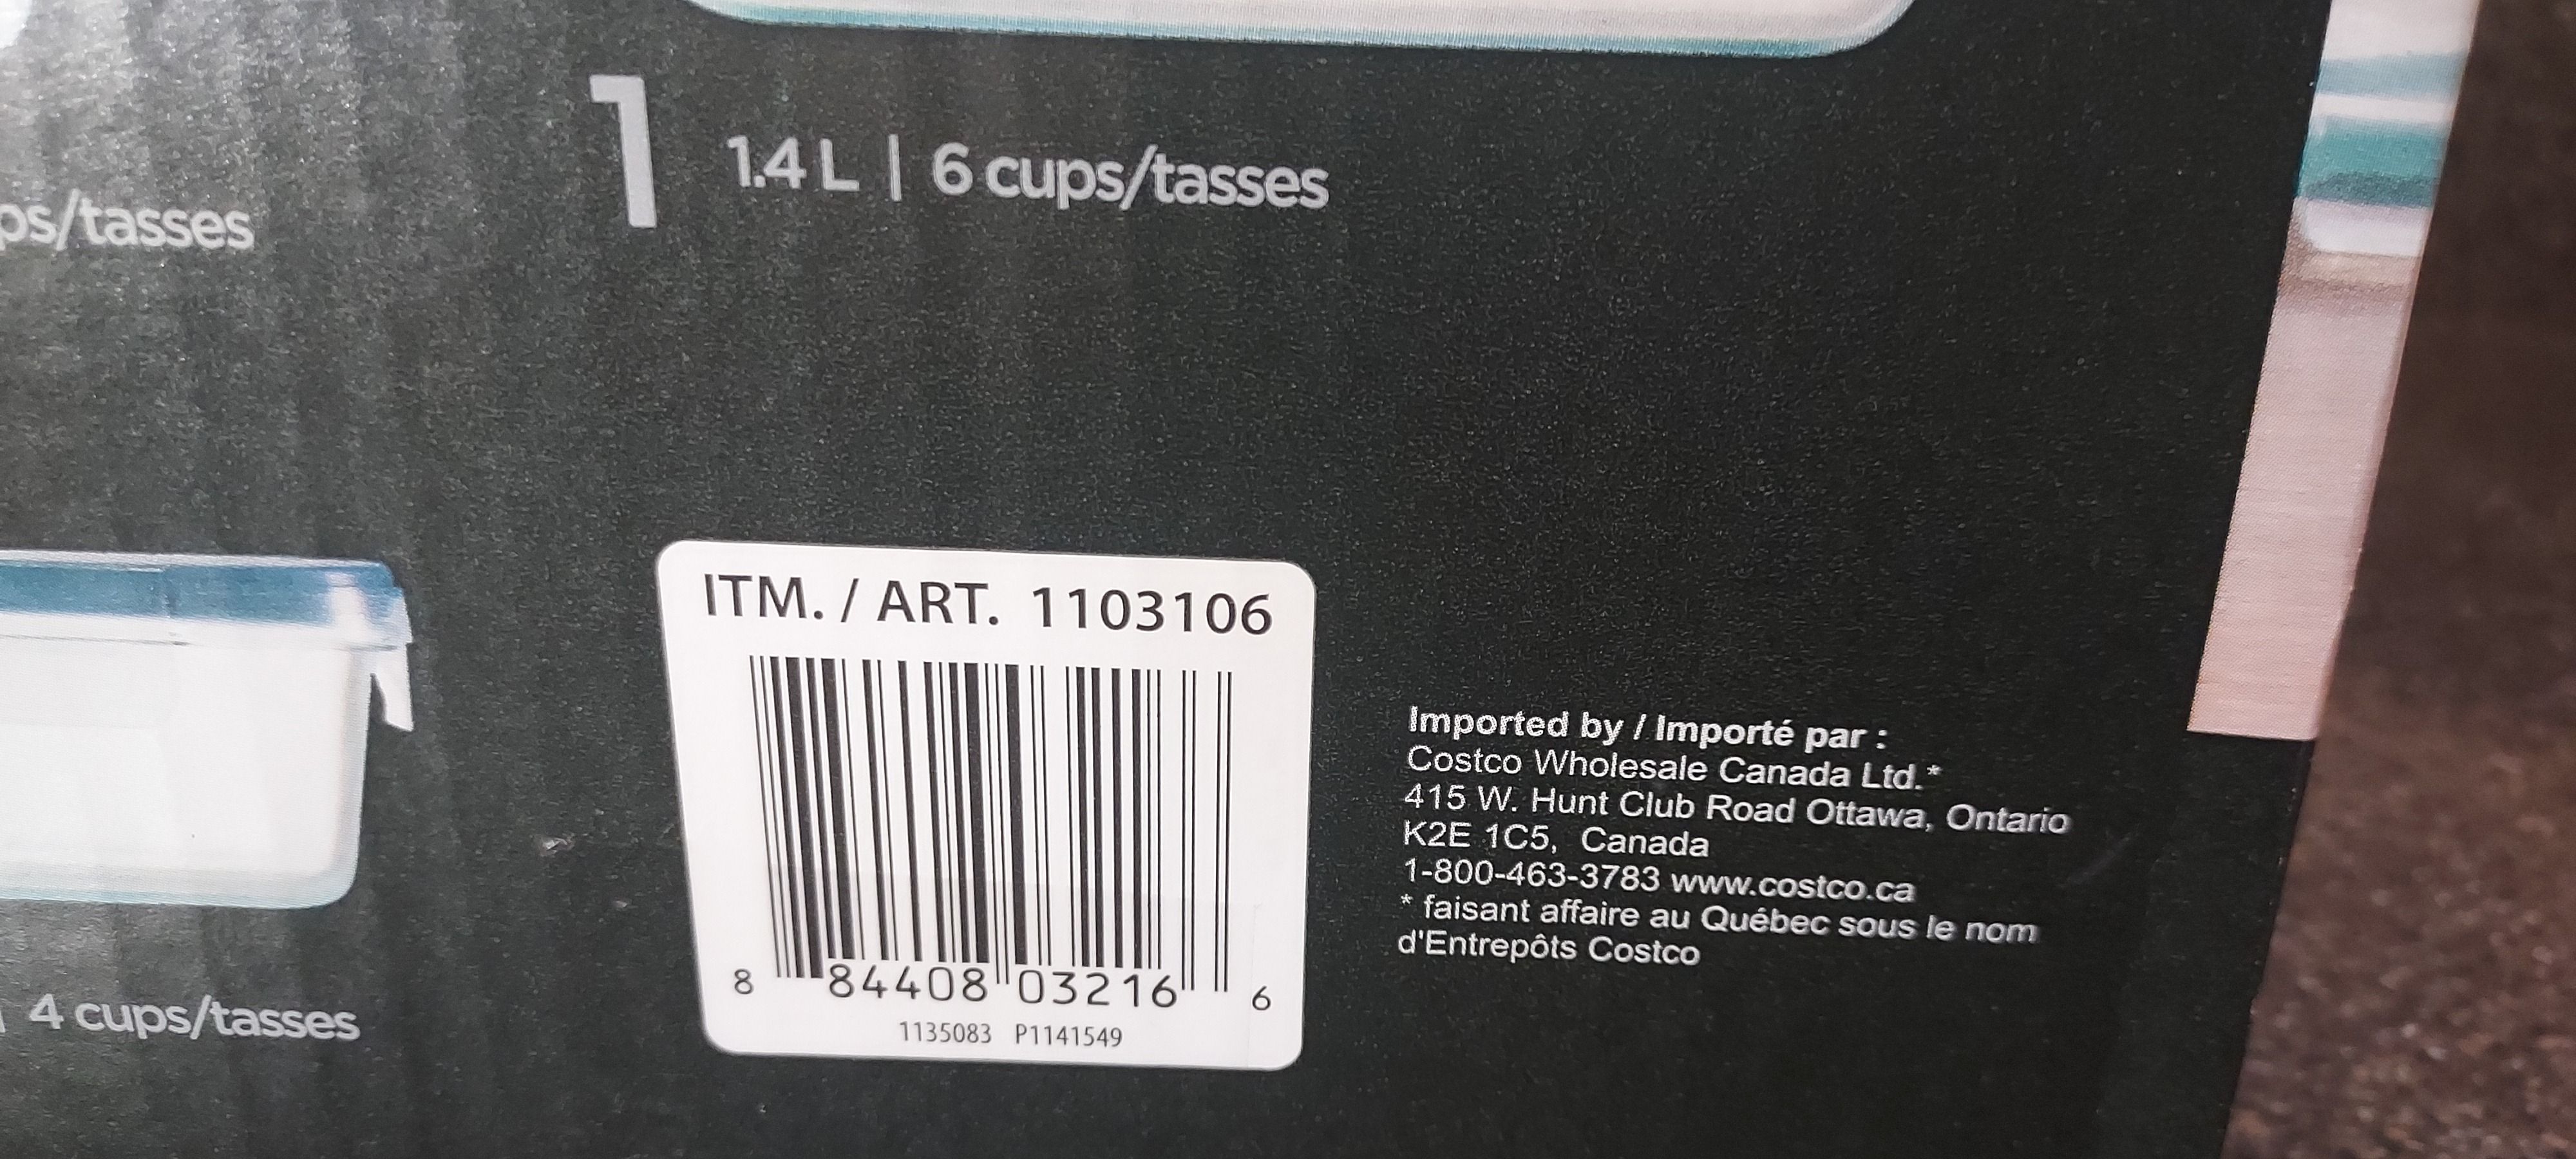 1 1.4 L | 6 cups/tasses
ps/tasses
ITM. / ART. 1103106
8 84408 03216 6
1135083 P1141549
4 cups/tasses
Imported by / Importé par :
Costco Wholesale Canada Ltd.*
415 W. Hunt Club Road Ottawa, Ontario
K2E 1C5, Canada
1-800-463-3783 www.costco.ca
* faisant affaire au Québec sous le nom
d'Entrepôts Costco